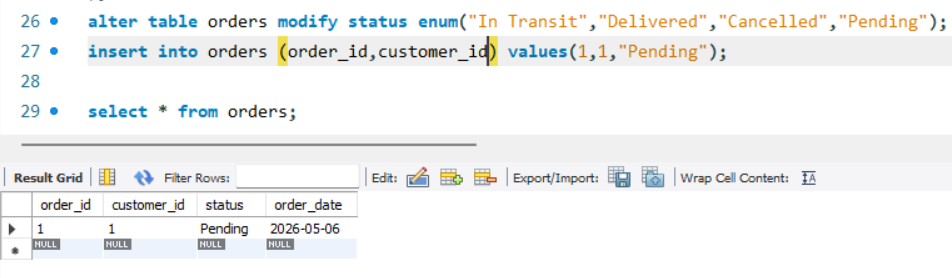 26 alter table orders modify status enum("In Transit","Delivered","Cancelled","Pending");
27 insert into orders (order_id,customer_id) values(1,1,"Pending");
28
29 select * from orders;
Result Grid Filter Rows: Edit: Export/Import: Wrap Cell Content:
order_id customer_id status order_date
1 1 Pending 2026-05-06
NULL NULL NULL NULL